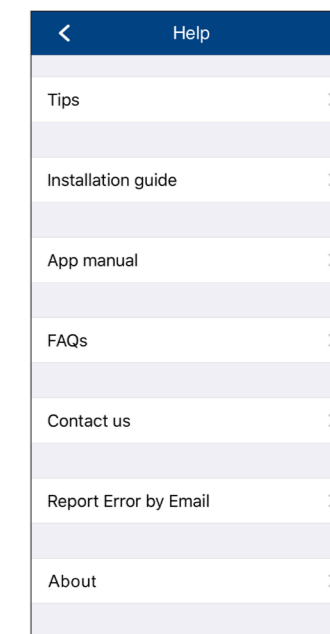 Help
Tips
Installation guide
App manual
FAQs
Contact us
Report Error by Email
About